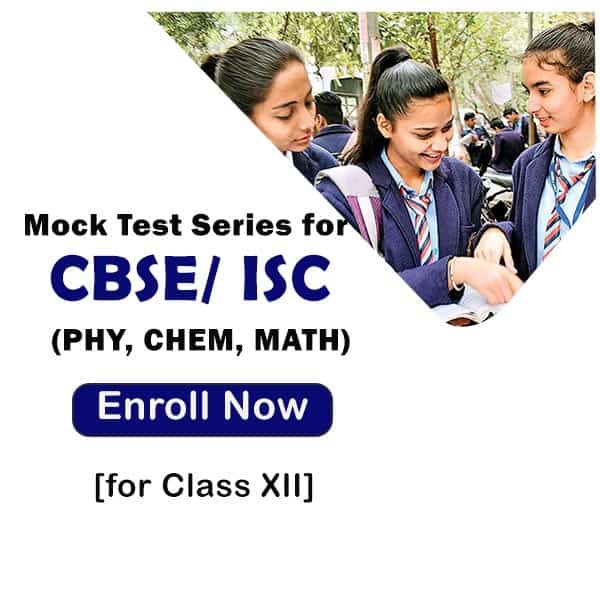 Mock Test Series for
CBSE/ ISC
(PHY, CHEM, MATH)
Enroll Now
[for Class XII]